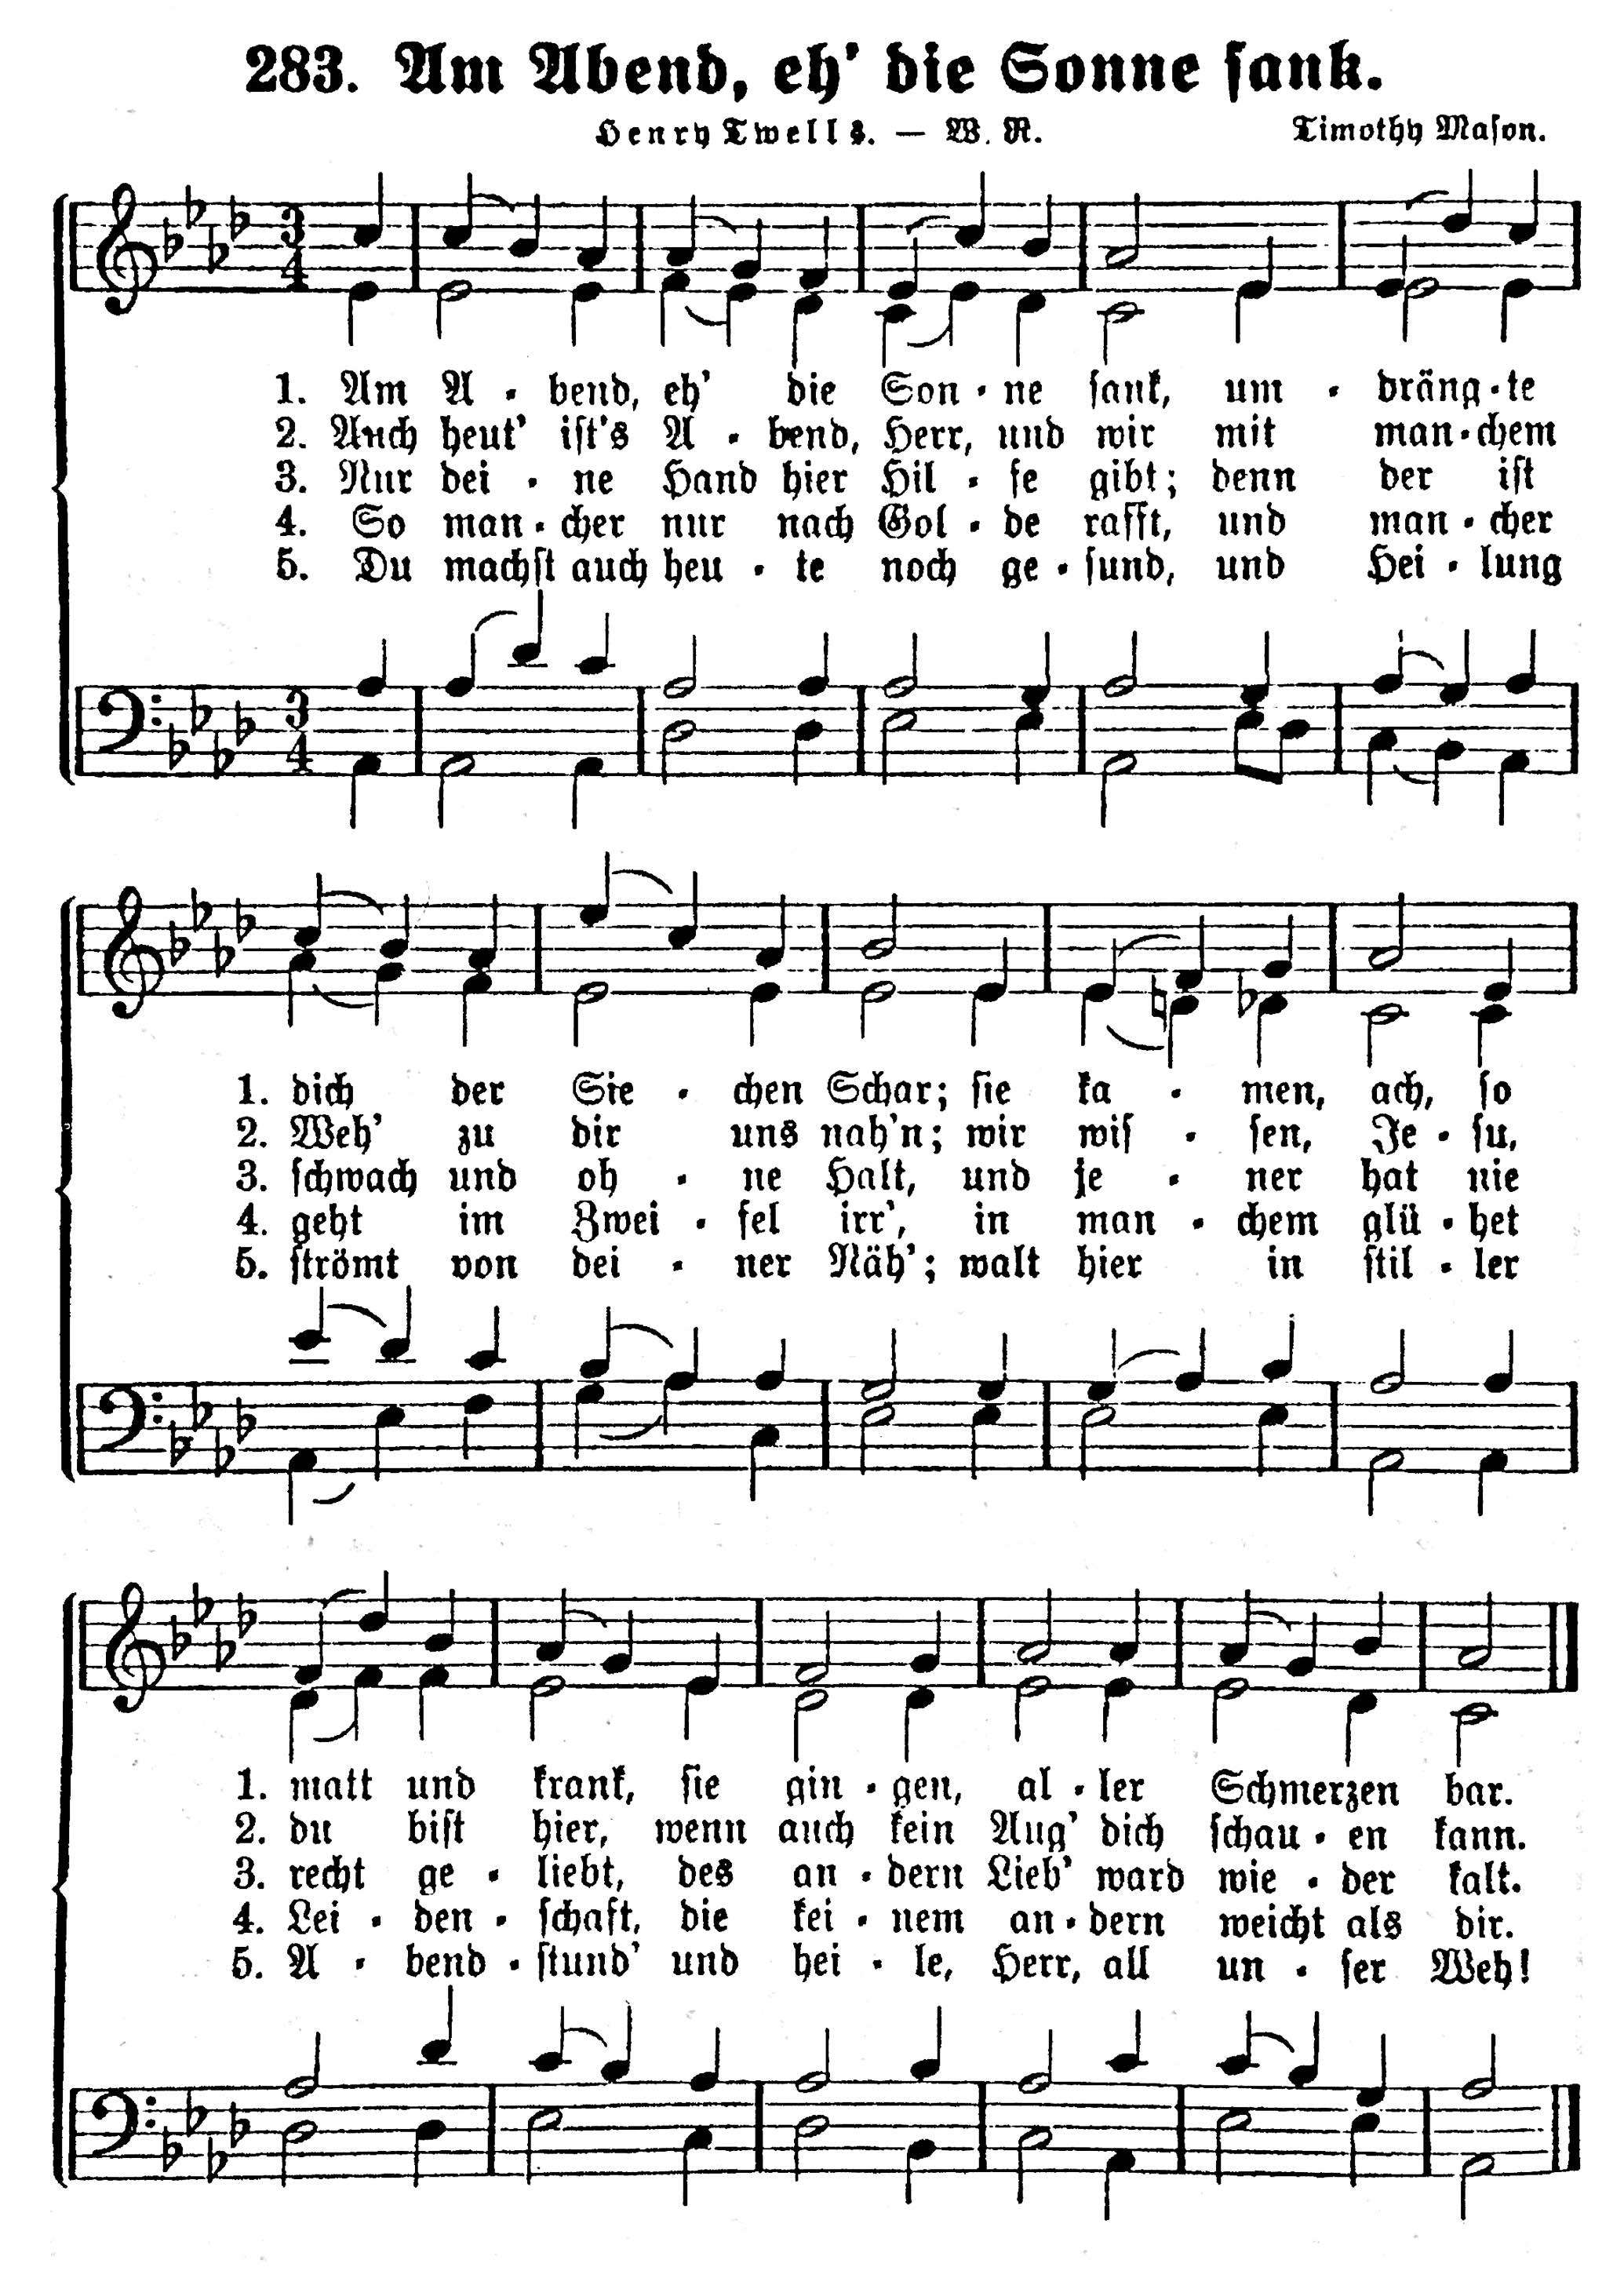 283. Am Abend, eh' die Sonne sank.
Henry Twells. — W. R. Timothy Mason.
1. Am A - bend, eh' die Son - ne sank, um - dräng - te
2. Auch heut' ist's A - bend, Herr, und wir mit man - chem
3. Nur dei - ne Hand hier Hil - fe gibt; denn der ist
4. So man - cher nur nach Gol - de rafft, und man - cher
5. Du machst auch heu - te noch ge - sund, und Hei - lung
1. dich der Sie - chen Schar; sie ka - men, ach, so
2. Weh' zu dir uns nah'n; wir wis - sen, Je - su,
3. schwach und oh - ne Halt, und je - ner hat nie
4. geht im Zwei - fel irr', in man - chem glü - het
5. strömt von dei - ner Näh'; walt hier in stil - ler
1. matt und krank, sie gin - gen, al - ler Schmerzen bar.
2. du bist hier, wenn auch kein Aug' dich schau - en kann.
3. recht ge - liebt, des an - dern Lieb' ward wie - der kalt.
4. Lei - den - schaft, die kei - nem an - dern weicht als dir.
5. A - bend - stund' und hei - le, Herr, all un - ser Weh!